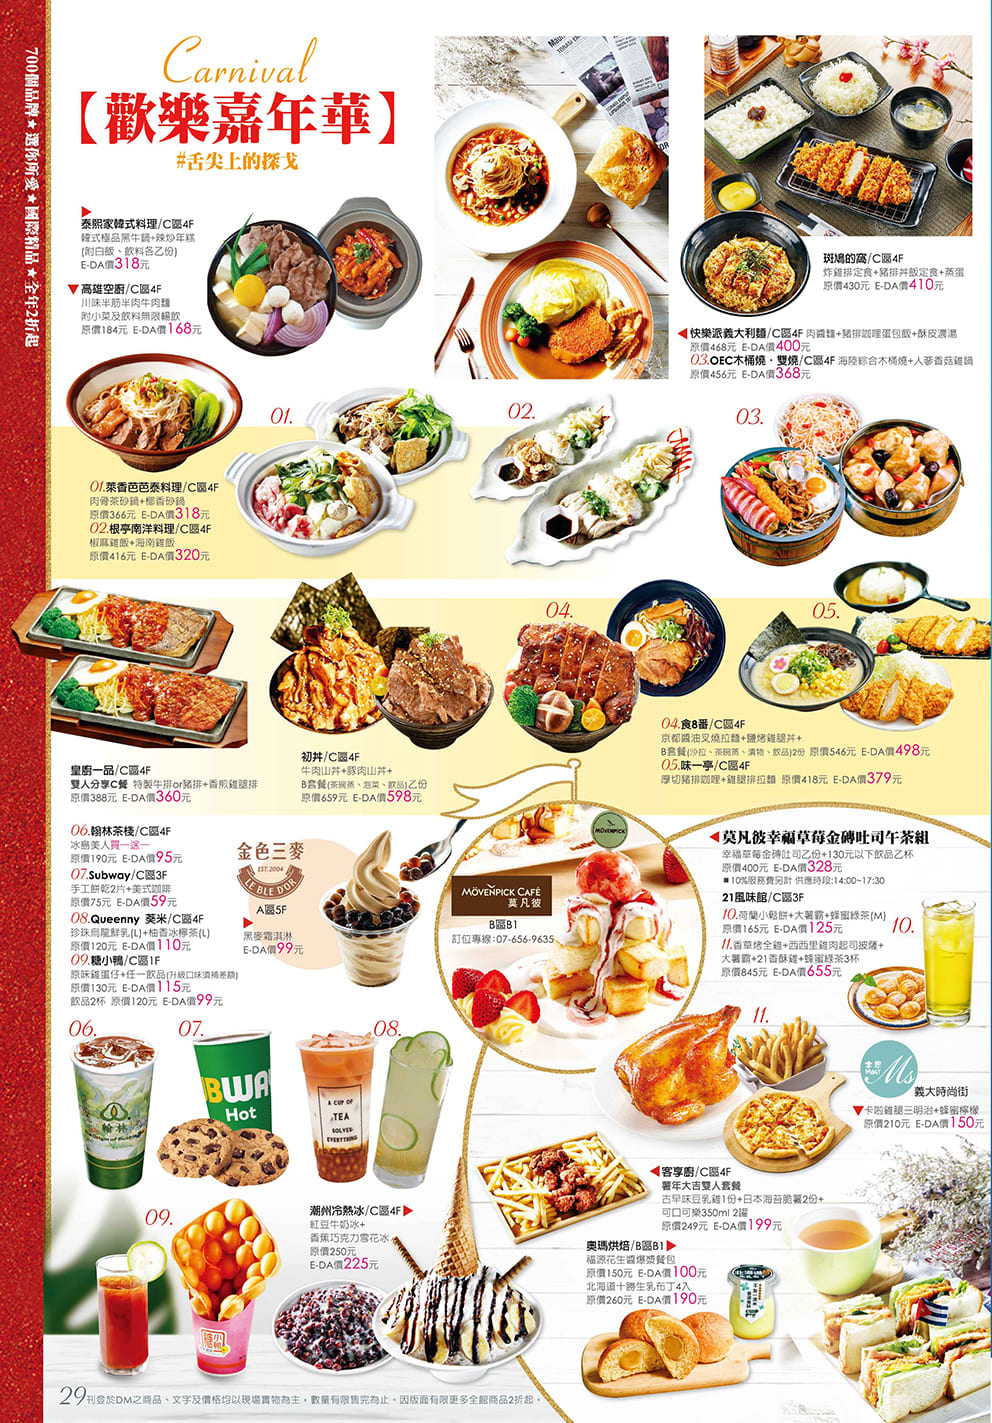 700個品牌★選你所愛★國際精品★全年2折起
Carnival
【歡樂嘉年華】
#舌尖上的探戈
泰熙家韓式料理/C區4F
韓式極品黑牛鍋+辣炒年糕
(附白飯、飲料各乙份)
E-DA價318元
高雄空廚/C區4F
川味半筋半肉牛肉麵
附小菜及飲料無限暢飲
原價184元 E-DA價168元
斑鳩的窩/C區4F
炸雞排定食+豬排丼飯定食+蒸蛋
原價430元 E-DA價410元
快樂派義大利麵/C區4F 肉醬麵+豬排咖哩蛋包飯+酥皮濃湯
原價468元 E-DA價400元
03.OEC木桶燒・雙燒/C區4F 海陸綜合木桶燒+人蔘香菇雞鍋
原價456元 E-DA價368元
01.
02.
03.
01.萊香芭芭泰料理/C區4F
肉骨茶砂鍋+椰香砂鍋
原價366元 E-DA價318元
02.根亭南洋料理/C區4F
椒麻雞飯+海南雞飯
原價416元 E-DA價320元
04.
05.
04.食8番/C區4F
京都醬油叉燒拉麵+鹽烤雞腿丼+
B套餐(沙拉、茶碗蒸、漬物、飲品)2份 原價546元 E-DA價498元
05.味一亭/C區4F
厚切豬排咖哩+雞腿排拉麵 原價418元 E-DA價379元
皇廚一品/C區4F
雙人分享C餐 特製牛排or豬排+香煎雞腿排
原價388元 E-DA價360元
初丼/C區4F
牛肉山丼+豚肉山丼+
B套餐(茶碗蒸、泡菜、飲品)乙份
原價659元 E-DA價598元
06.翰林茶棧/C區4F
冰島美人買一送一
原價190元 E-DA價95元
07.Subway/C區3F
手工餅乾2片+美式咖啡
原價75元 E-DA價59元
08.Queenny 葵米/C區4F
珍珠烏龍鮮乳(L)+柚香冰檸茶(L)
原價120元 E-DA價110元
09.糖小鴨/C區1F
原味雞蛋仔+任一飲品(升級口味須補差額)
原價130元 E-DA價115元
飲品2杯 原價120元 E-DA價99元
金色三麥
EST.2004
LE BLE D'OR
A區5F
黑麥霜淇淋
E-DA價99元
MÖVENPICK
MÖVENPICK CAFÉ
莫凡彼
B區B1
訂位專線:07-656-9635
莫凡彼幸福草莓金磚吐司午茶組
幸福草莓金磚吐司乙份+130元以下飲品乙杯
原價400元 E-DA價328元
■10%服務費另計 供應時段:14:00~17:30
21風味館/C區3F
10.荷蘭小鬆餅+大薯霸+蜂蜜綠茶(M)
原價165元 E-DA價125元
11.香草烤全雞+西西里雞肉起司披薩+
大薯霸+21香酥雞+蜂蜜綠茶3杯
原價845元 E-DA價655元
10.
11.
06.
07.
08.
SUBWAY
Hot
翰林
A CUP OF
TEA
SOLVES
EVERYTHING
Ms
義大時尚街
卡啦雞腿三明治+蜂蜜檸檬
原價210元 E-DA價150元
客享廚/C區4F
薯年大吉雙人套餐
古早味豆乳雞1份+日本海苔脆薯2份+
可口可樂350ml 2罐
原價249元 E-DA價199元
09.
糖小鴨
潮州冷熱冰/C區4F
紅豆牛奶冰+
香蕉巧克力雪花冰
原價250元
E-DA價225元
奧瑪烘焙/B區B1
福源花生醬爆漿餐包
原價150元 E-DA價100元
北海道十勝生乳布丁4入
原價260元 E-DA價190元
29 刊登於DM之商品、文字及價格均以現場實物為主,數量有限售完為止。因版面有限更多全館商品2折起。